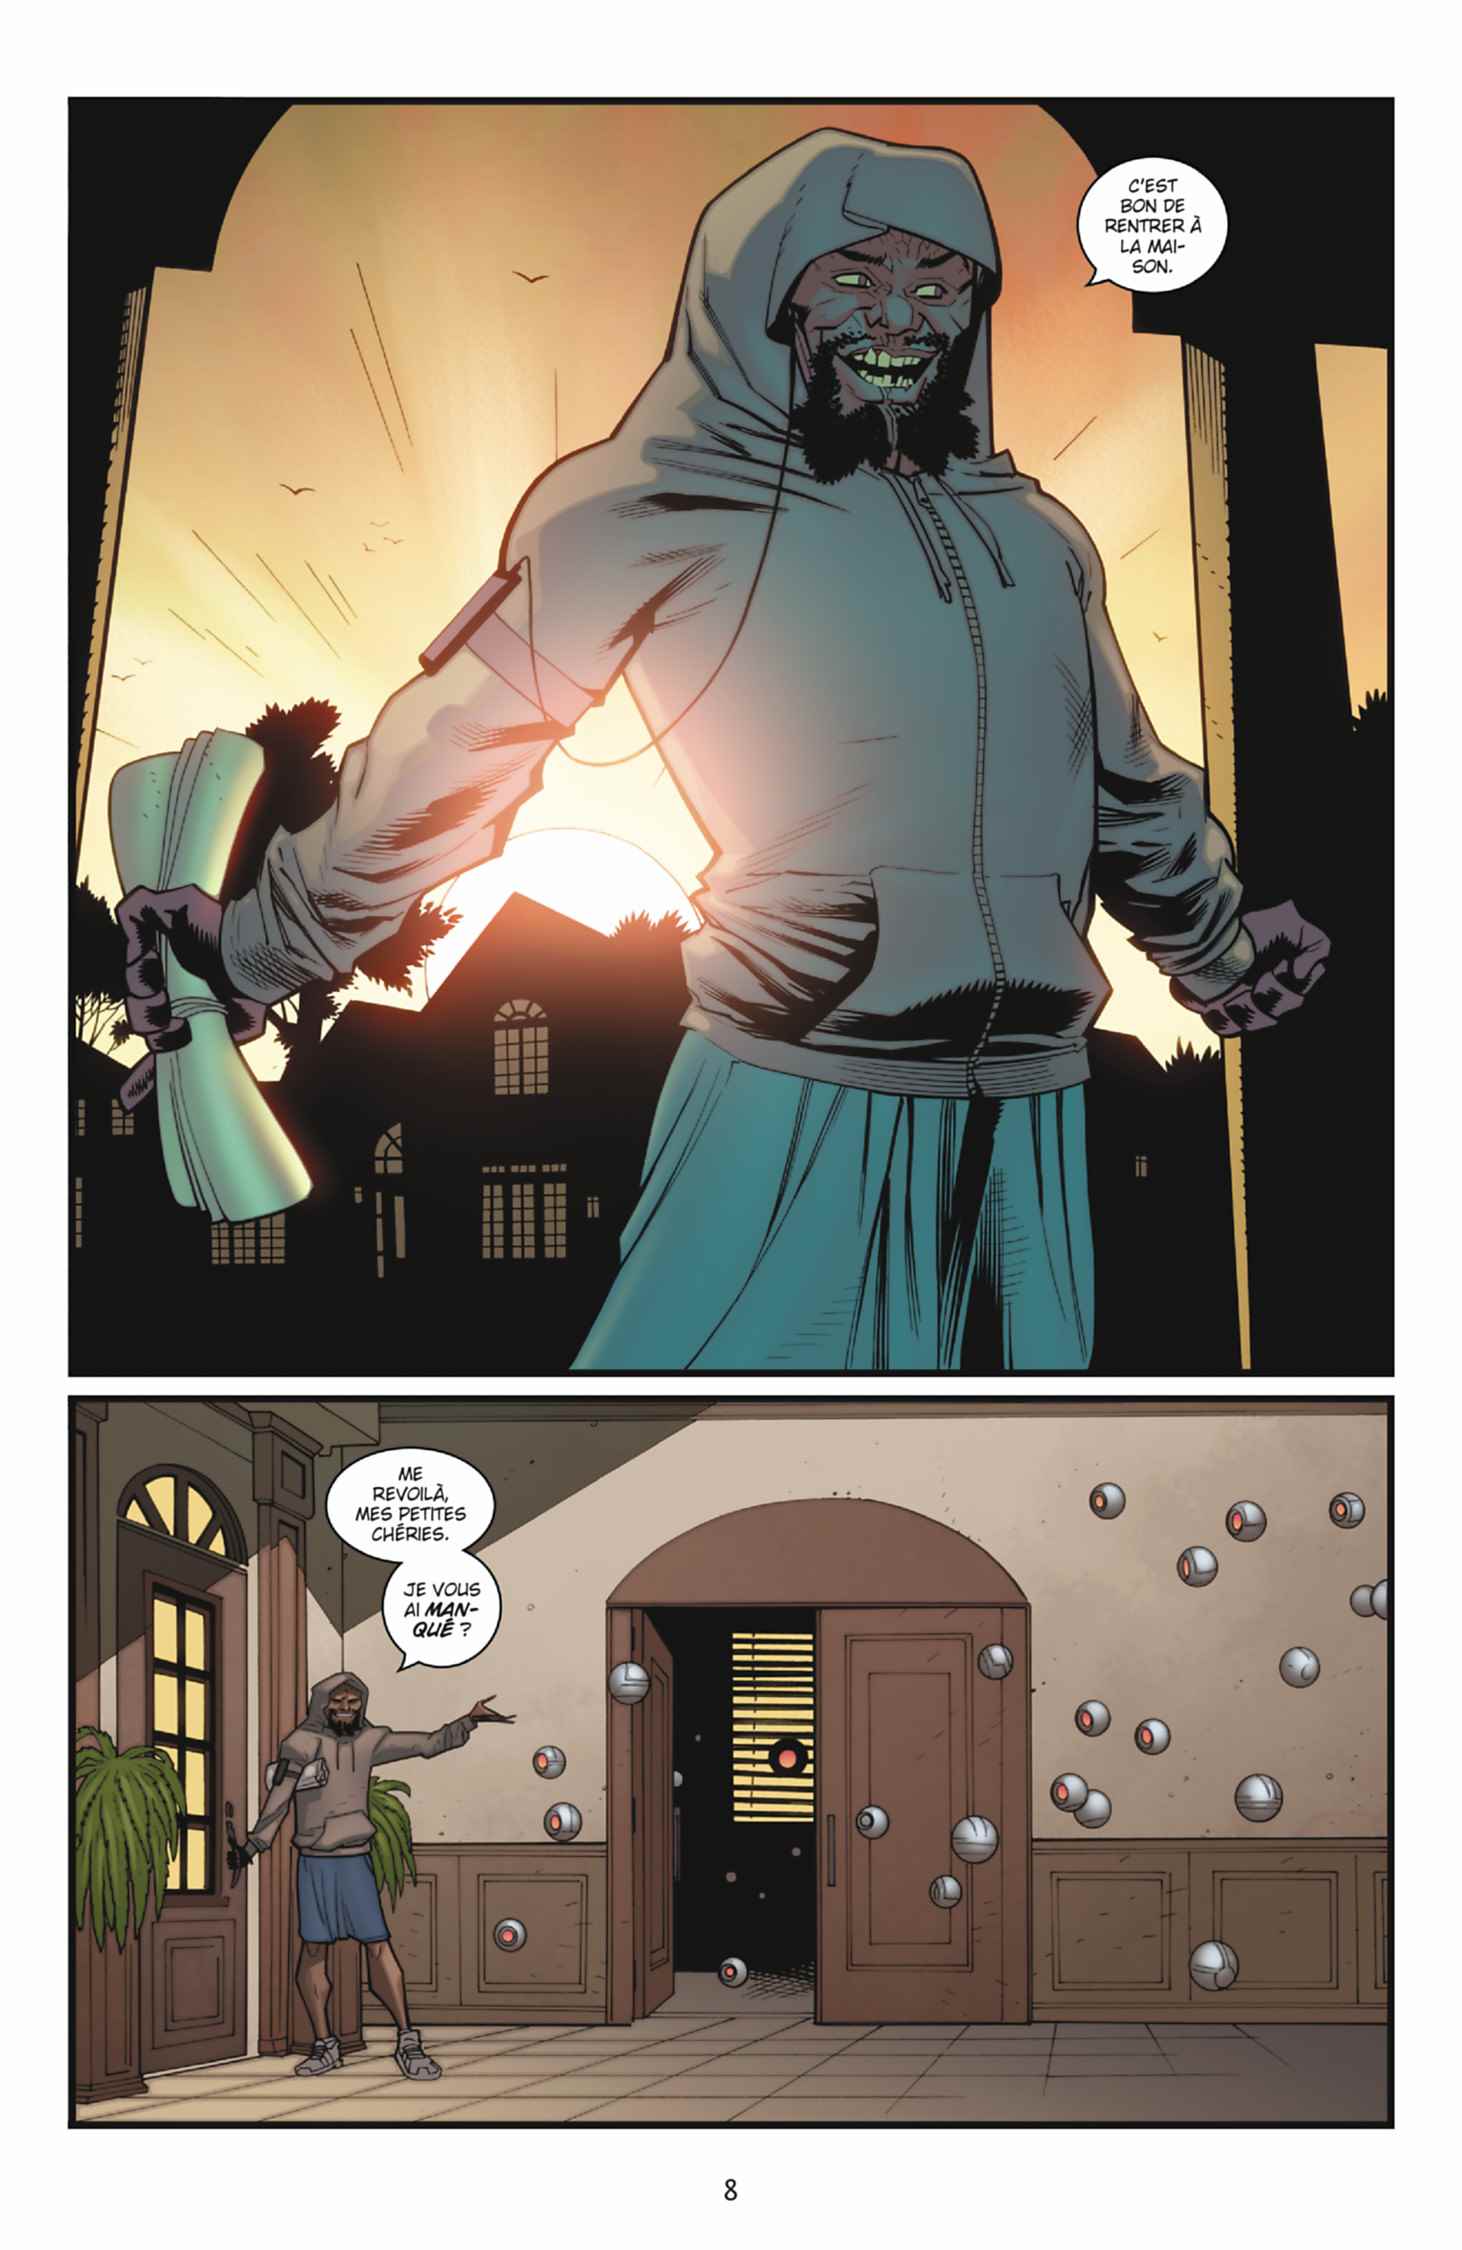 C'EST
BON DE
RENTRER À
LA MAI-
SON.
ME
REVOILÀ,
MES PETITES
CHÉRIES.
JE VOUS
AI MAN-
QUÉ ?
8